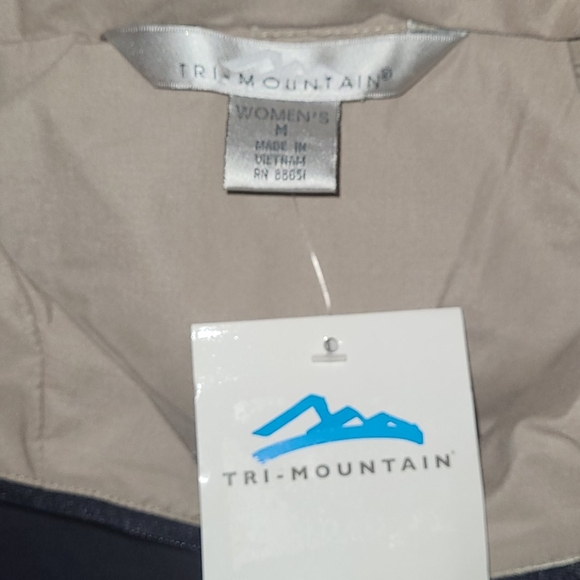 TRI-MOUNTAIN®
WOMEN'S
M
MADE IN
VIETNAM
RN 88051
TRI-MOUNTAIN®